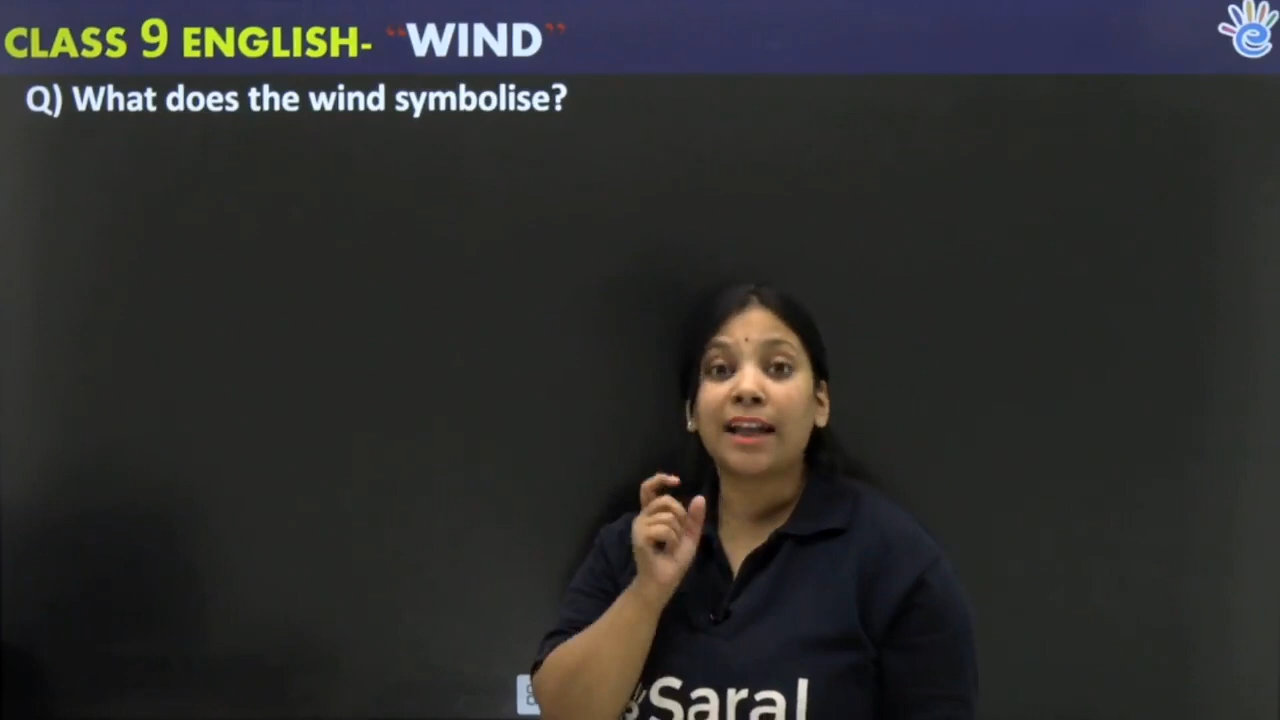 CLASS 9 ENGLISH- "WIND"
Q) What does the wind symbolise?
Saral